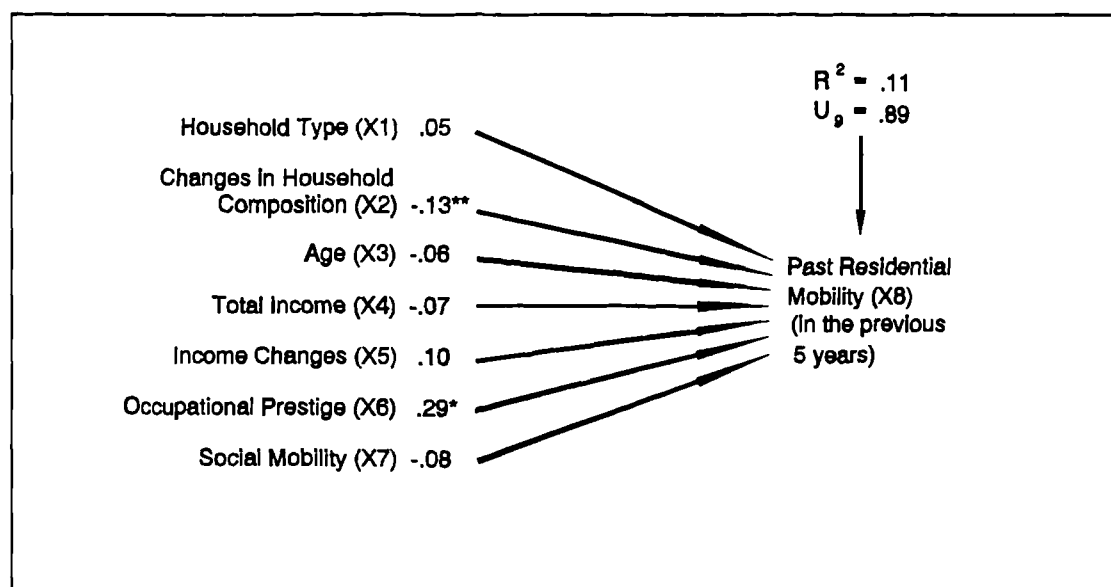 R² = .11
U₉ = .89
Household Type (X1) .05
Changes in Household
Composition (X2) -.13**
Age (X3) -.06
Total Income (X4) -.07
Income Changes (X5) .10
Occupational Prestige (X6) .29*
Social Mobility (X7) -.08
Past Residential
Mobility (X8)
(in the previous
5 years)